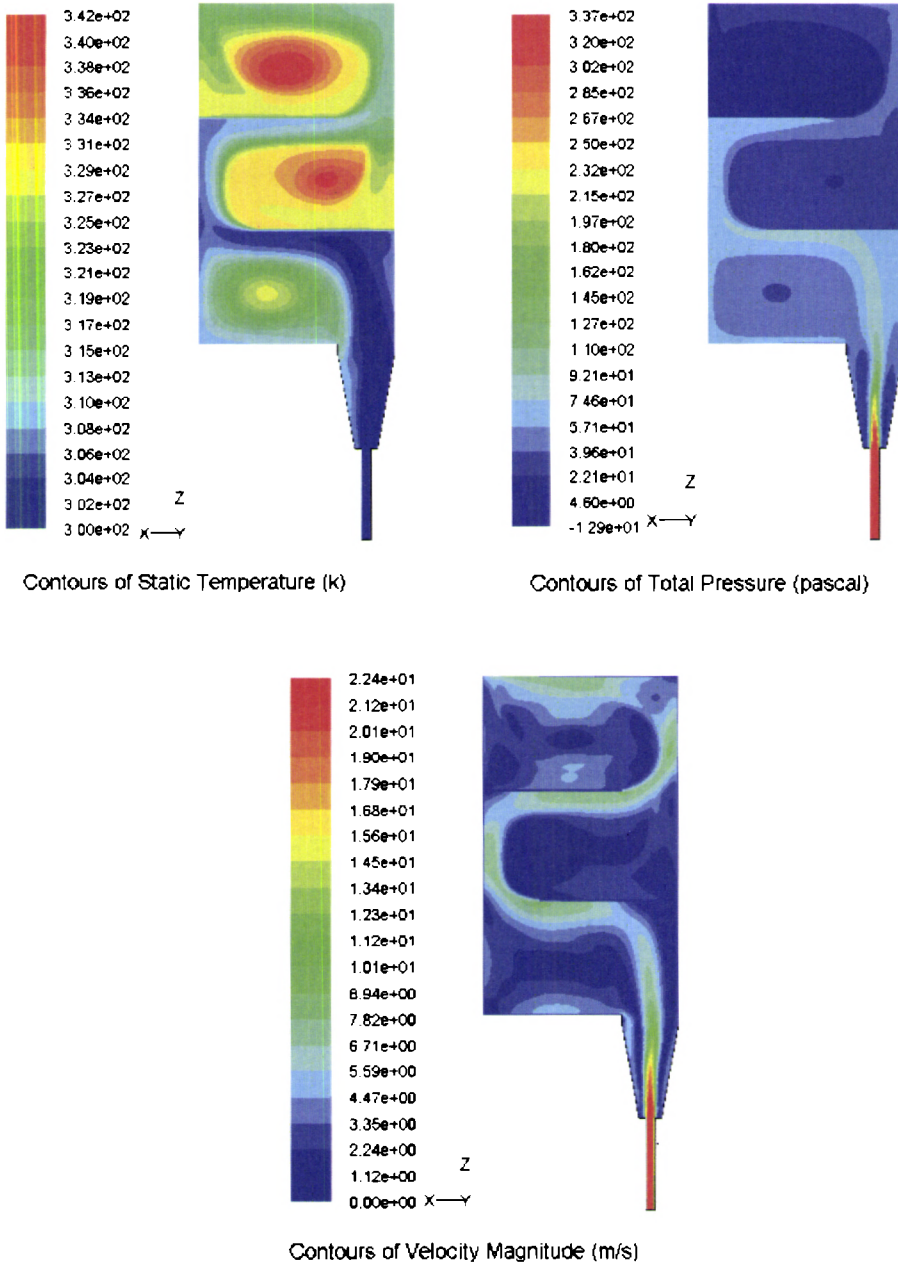 3.42e+02
3.40e+02
3.38e+02
3.36e+02
3.34e+02
3.31e+02
3.29e+02
3.27e+02
3.25e+02
3.23e+02
3.21e+02
3.19e+02
3.17e+02
3.15e+02
3.13e+02
3.10e+02
3.08e+02
3.06e+02
3.04e+02
3.02e+02
3.00e+02
Z
X Y
Contours of Static Temperature (k)
3.37e+02
3.20e+02
3.02e+02
2.85e+02
2.67e+02
2.50e+02
2.32e+02
2.15e+02
1.97e+02
1.80e+02
1.62e+02
1.45e+02
1.27e+02
1.10e+02
9.21e+01
7.46e+01
5.71e+01
3.96e+01
2.21e+01
4.60e+00
-1.29e+01
Z
X Y
Contours of Total Pressure (pascal)
2.24e+01
2.12e+01
2.01e+01
1.90e+01
1.79e+01
1.68e+01
1.56e+01
1.45e+01
1.34e+01
1.23e+01
1.12e+01
1.01e+01
8.94e+00
7.82e+00
6.71e+00
5.59e+00
4.47e+00
3.35e+00
2.24e+00
1.12e+00
0.00e+00
Z
X Y
Contours of Velocity Magnitude (m/s)